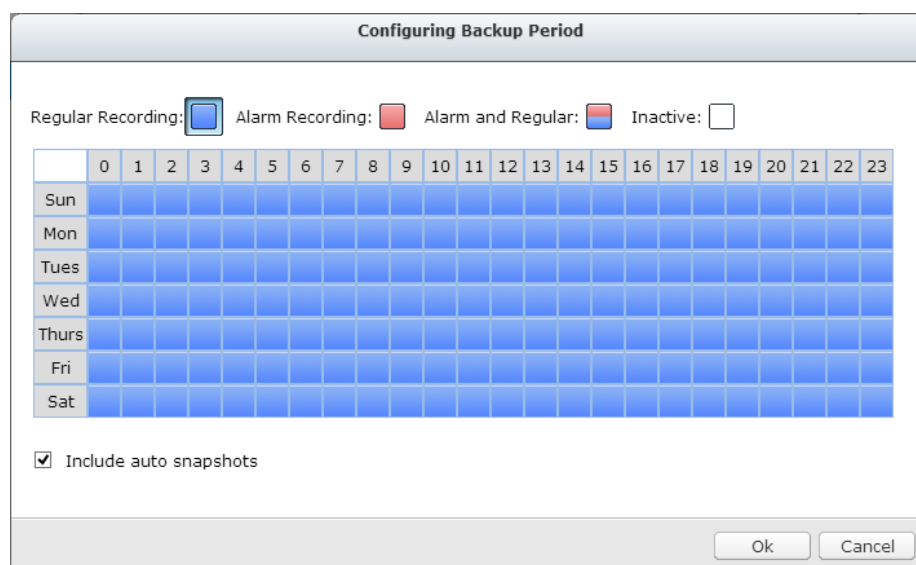 Configuring Backup Period
Regular Recording: Alarm Recording: Alarm and Regular: Inactive:
0 1 2 3 4 5 6 7 8 9 10 11 12 13 14 15 16 17 18 19 20 21 22 23
Sun
Mon
Tues
Wed
Thurs
Fri
Sat
Include auto snapshots
Ok Cancel